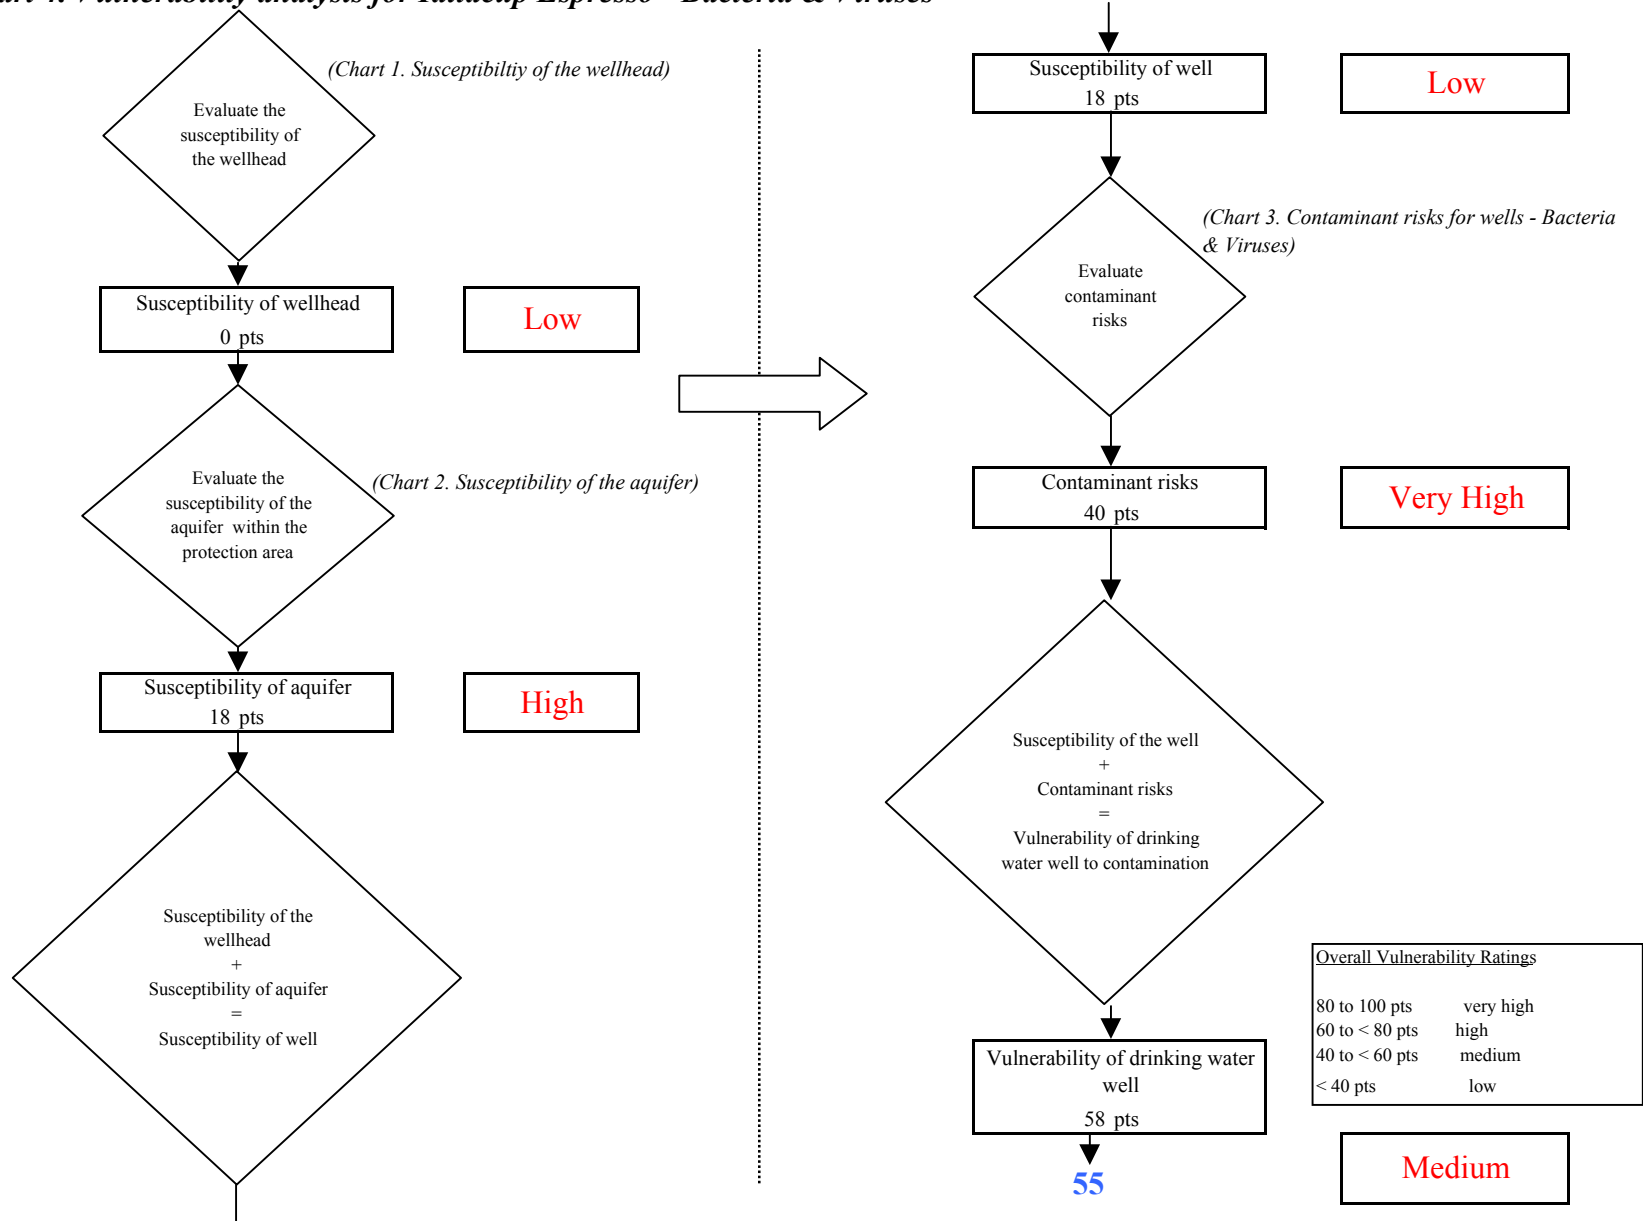 Vulnerability analysis for
Espresso - Bacteria & Viruses
(Chart 1. Susceptibiltiy of the wellhead)
Evaluate the
susceptibility of
the wellhead
Susceptibility of wellhead
0 pts
Low
Evaluate the
susceptibility of the
aquifer within the
protection area
(Chart 2. Susceptibility of the aquifer)
Susceptibility of aquifer
18 pts
High
Susceptibility of the
wellhead
+
Susceptibility of aquifer
=
Susceptibility of well
Susceptibility of well
18 pts
Low
(Chart 3. Contaminant risks for wells - Bacteria
& Viruses)
Evaluate
contaminant
risks
Contaminant risks
40 pts
Very High
Susceptibility of the well
+
Contaminant risks
=
Vulnerability of drinking
water well to contamination
Overall Vulnerability Ratings
80 to 100 pts very high
60 to < 80 pts high
40 to < 60 pts medium
< 40 pts low
Vulnerability of drinking water
well
58 pts
55
Medium